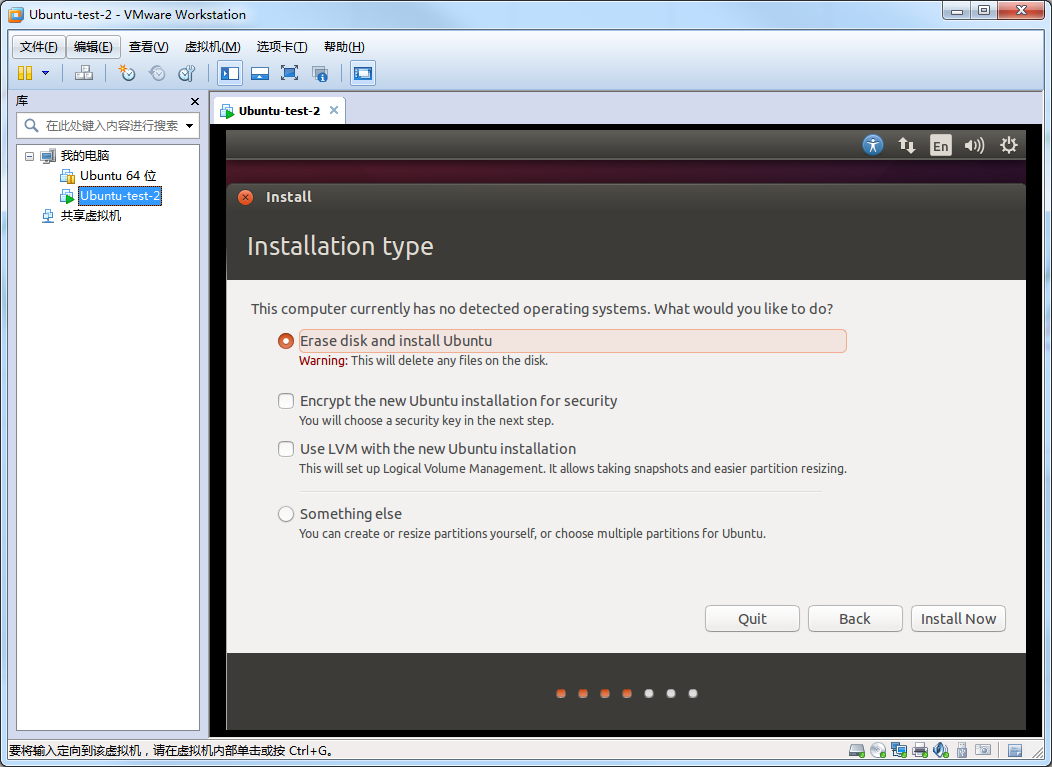 Ubuntu-test-2 - VMware Workstation
文件(F) 编辑(E) 查看(V) 虚拟机(M) 选项卡(T) 帮助(H)
库
在此处键入内容进行搜索
我的电脑
Ubuntu 64 位
Ubuntu-test-2
共享虚拟机
Ubuntu-test-2
En
Install
Installation type
This computer currently has no detected operating systems. What would you like to do?
Erase disk and install Ubuntu
Warning: This will delete any files on the disk.
Encrypt the new Ubuntu installation for security
You will choose a security key in the next step.
Use LVM with the new Ubuntu installation
This will set up Logical Volume Management. It allows taking snapshots and easier partition resizing.
Something else
You can create or resize partitions yourself, or choose multiple partitions for Ubuntu.
Quit Back Install Now
要将输入定向到该虚拟机，请在虚拟机内部单击或按 Ctrl+G。